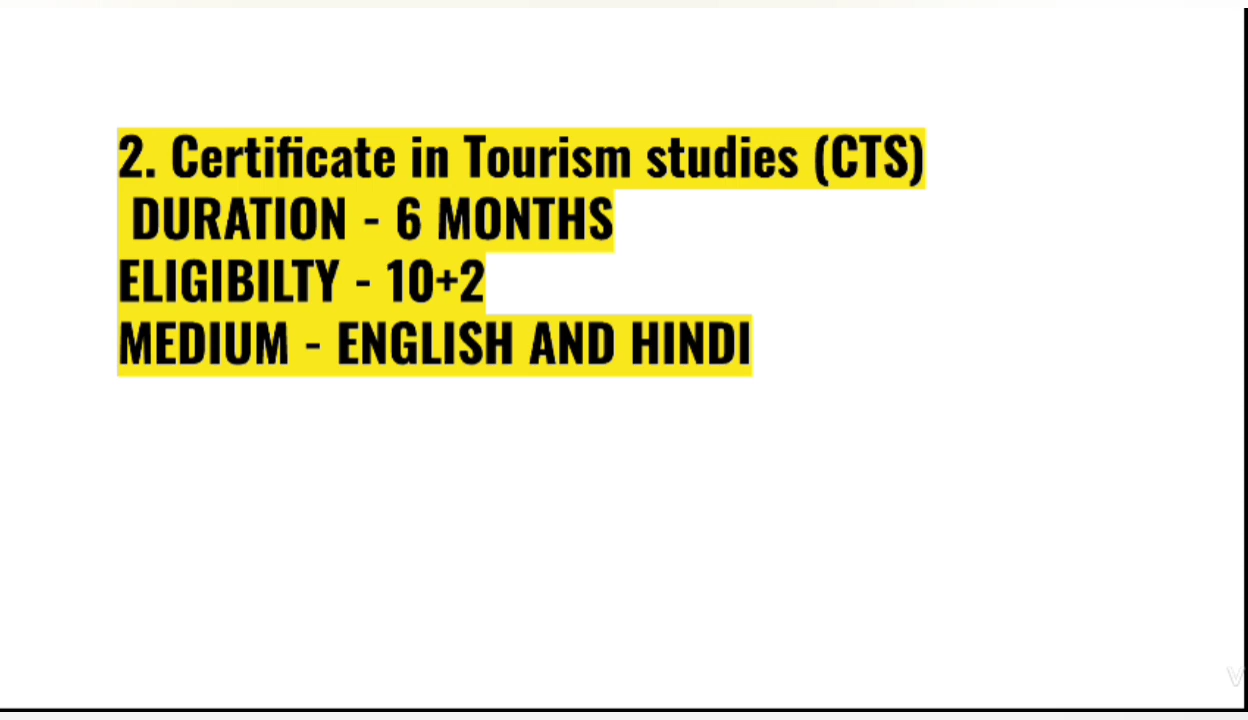 2. Certificate in Tourism studies (CTS)
DURATION - 6 MONTHS
ELIGIBILTY - 10+2
MEDIUM - ENGLISH AND HINDI